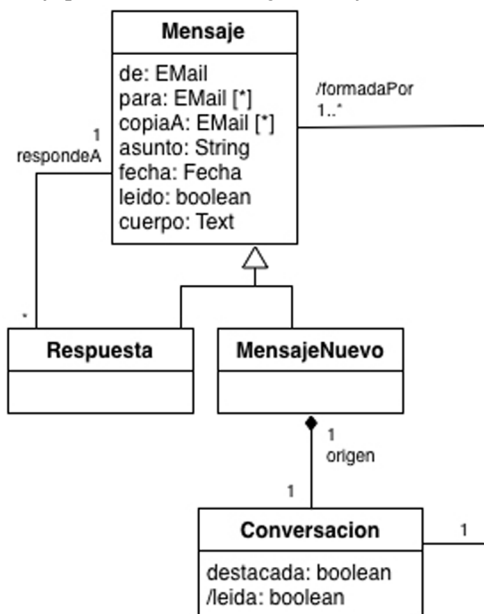 Mensaje
de: EMail
para: EMail [*]
copiaA: EMail [*]
asunto: String
fecha: Fecha
leido: boolean
cuerpo: Text
/formadaPor
1..*
1
respondeA
*
Respuesta
MensajeNuevo
1
origen
1
Conversacion
1
destacada: boolean
/leida: boolean